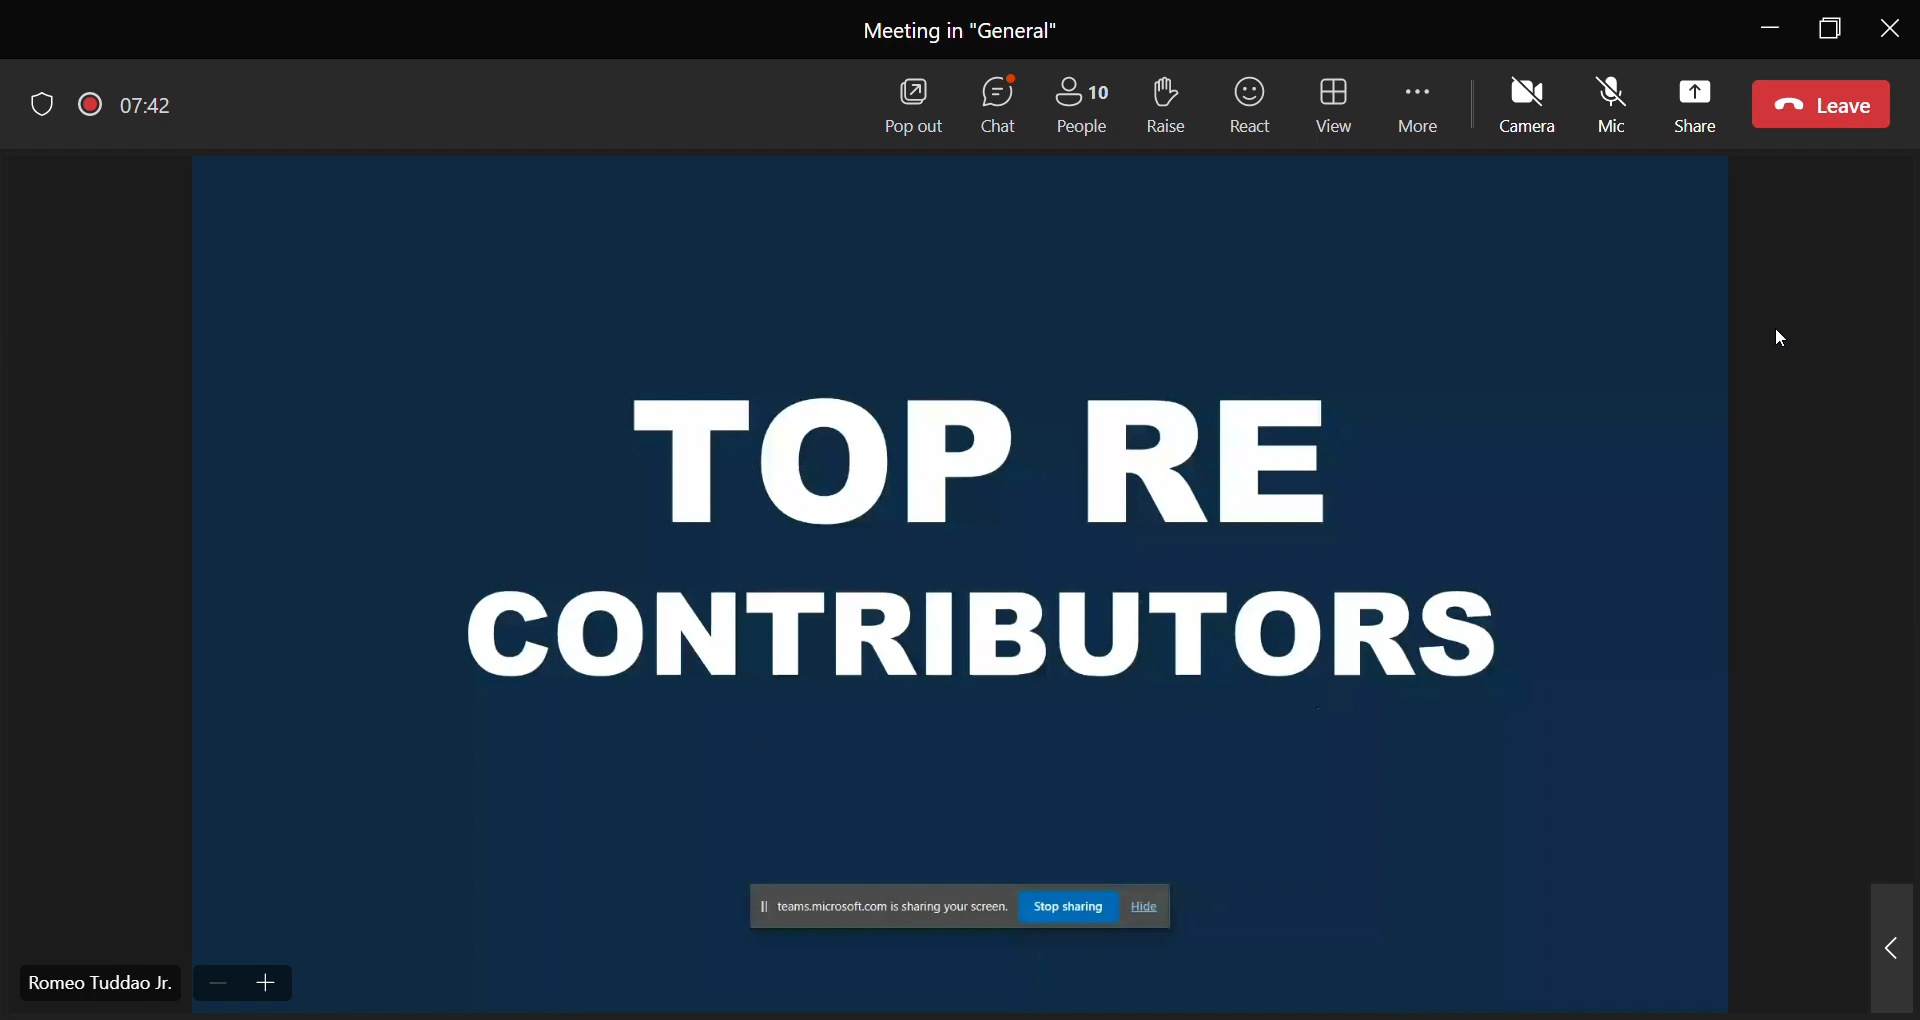 Meeting in "General"
07:42
Pop out
Chat
10
People
Raise
React
View
More
Camera
Mic
Share
Leave
TOP RE
CONTRIBUTORS
teams.microsoft.com is sharing your screen. Stop sharing Hide
Romeo Tuddao Jr.